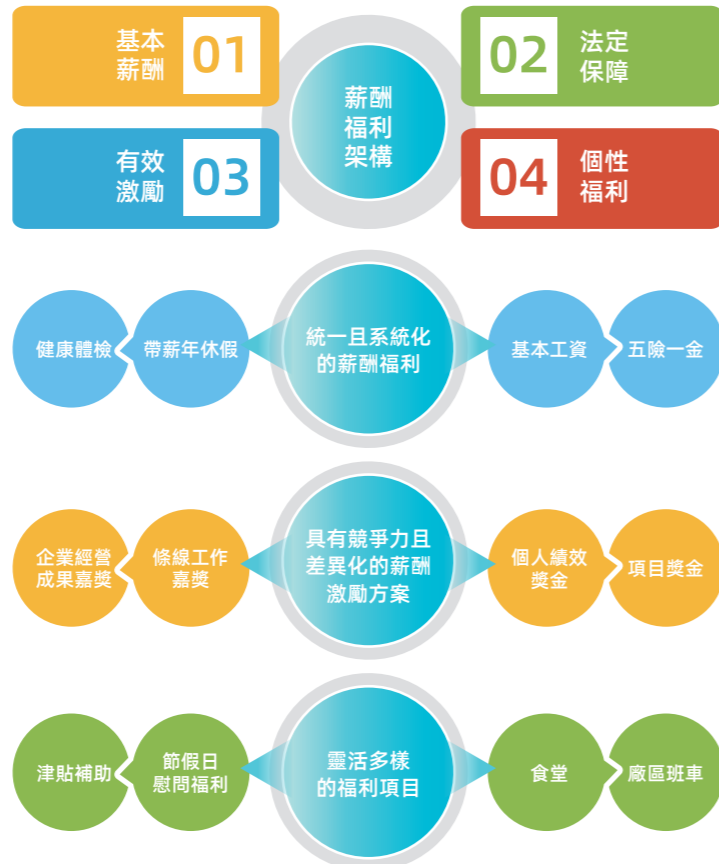 基本
薪酬
01
薪酬
福利
架構
02
法定
保障
有效
激勵
03
04
個性
福利
健康體檢
帶薪年休假
統一且系統化
的薪酬福利
基本工資
五險一金
企業經營
成果嘉獎
條線工作
嘉獎
具有競爭力且
差異化的薪酬
激勵方案
個人績效
獎金
項目獎金
津貼補助
節假日
慰問福利
靈活多樣
的福利項目
食堂
廠區班車